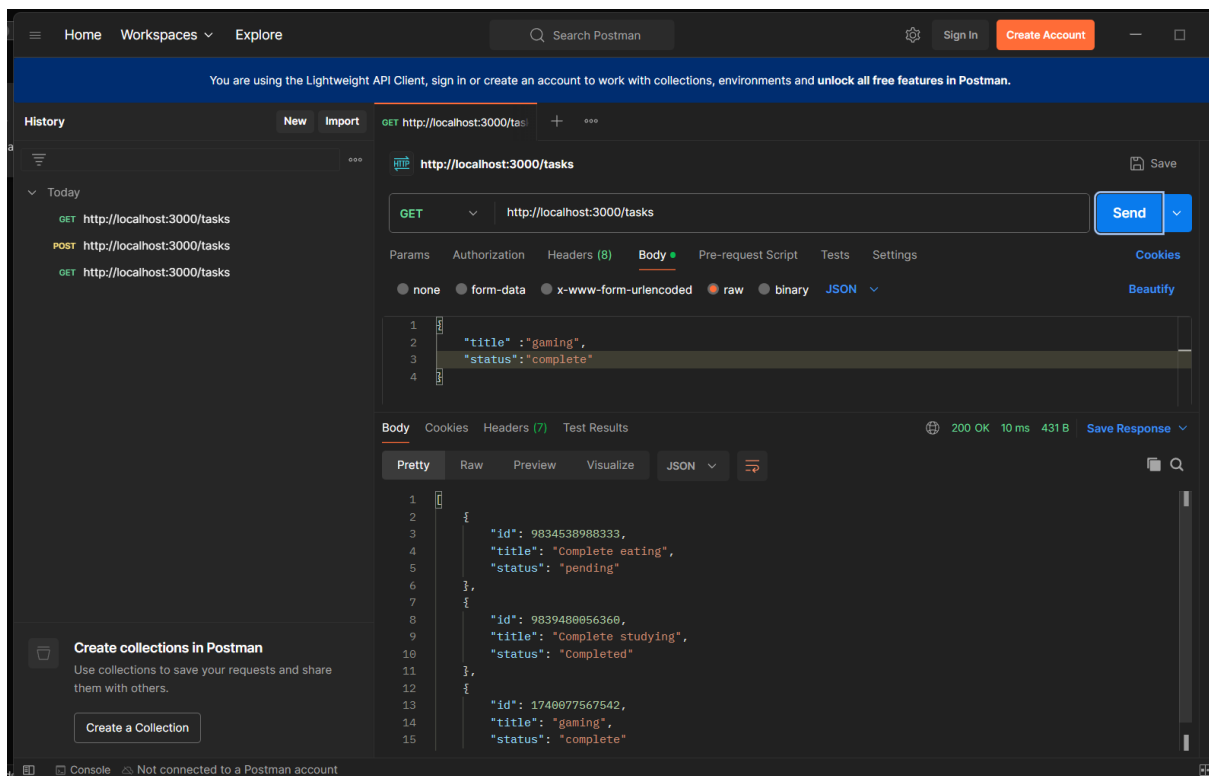 Home Workspaces Explore Search Postman Sign In Create Account
You are using the Lightweight API Client, sign in or create an account to work with collections, environments and unlock all free features in Postman.
History New Import
GET http://localhost:3000/tas
HTTP http://localhost:3000/tasks Save
Today
GET http://localhost:3000/tasks
POST http://localhost:3000/tasks
GET http://localhost:3000/tasks
GET http://localhost:3000/tasks Send
Params Authorization Headers (8) Body Pre-request Script Tests Settings Cookies
none form-data x-www-form-urlencoded raw binary JSON Beautify
1 {
2 "title" :"gaming",
3 "status":"complete"
4 }
Body Cookies Headers (7) Test Results 200 OK 10 ms 431 B Save Response
Pretty Raw Preview Visualize JSON
1 [
2 {
3 "id": 9834538988333,
4 "title": "Complete eating",
5 "status": "pending"
6 },
7 {
8 "id": 9839480056360,
9 "title": "Complete studying",
10 "status": "Completed"
11 },
12 {
13 "id": 1740077567542,
14 "title": "gaming",
15 "status": "complete"
Create collections in Postman
Use collections to save your requests and share
them with others.
Create a Collection
Console Not connected to a Postman account